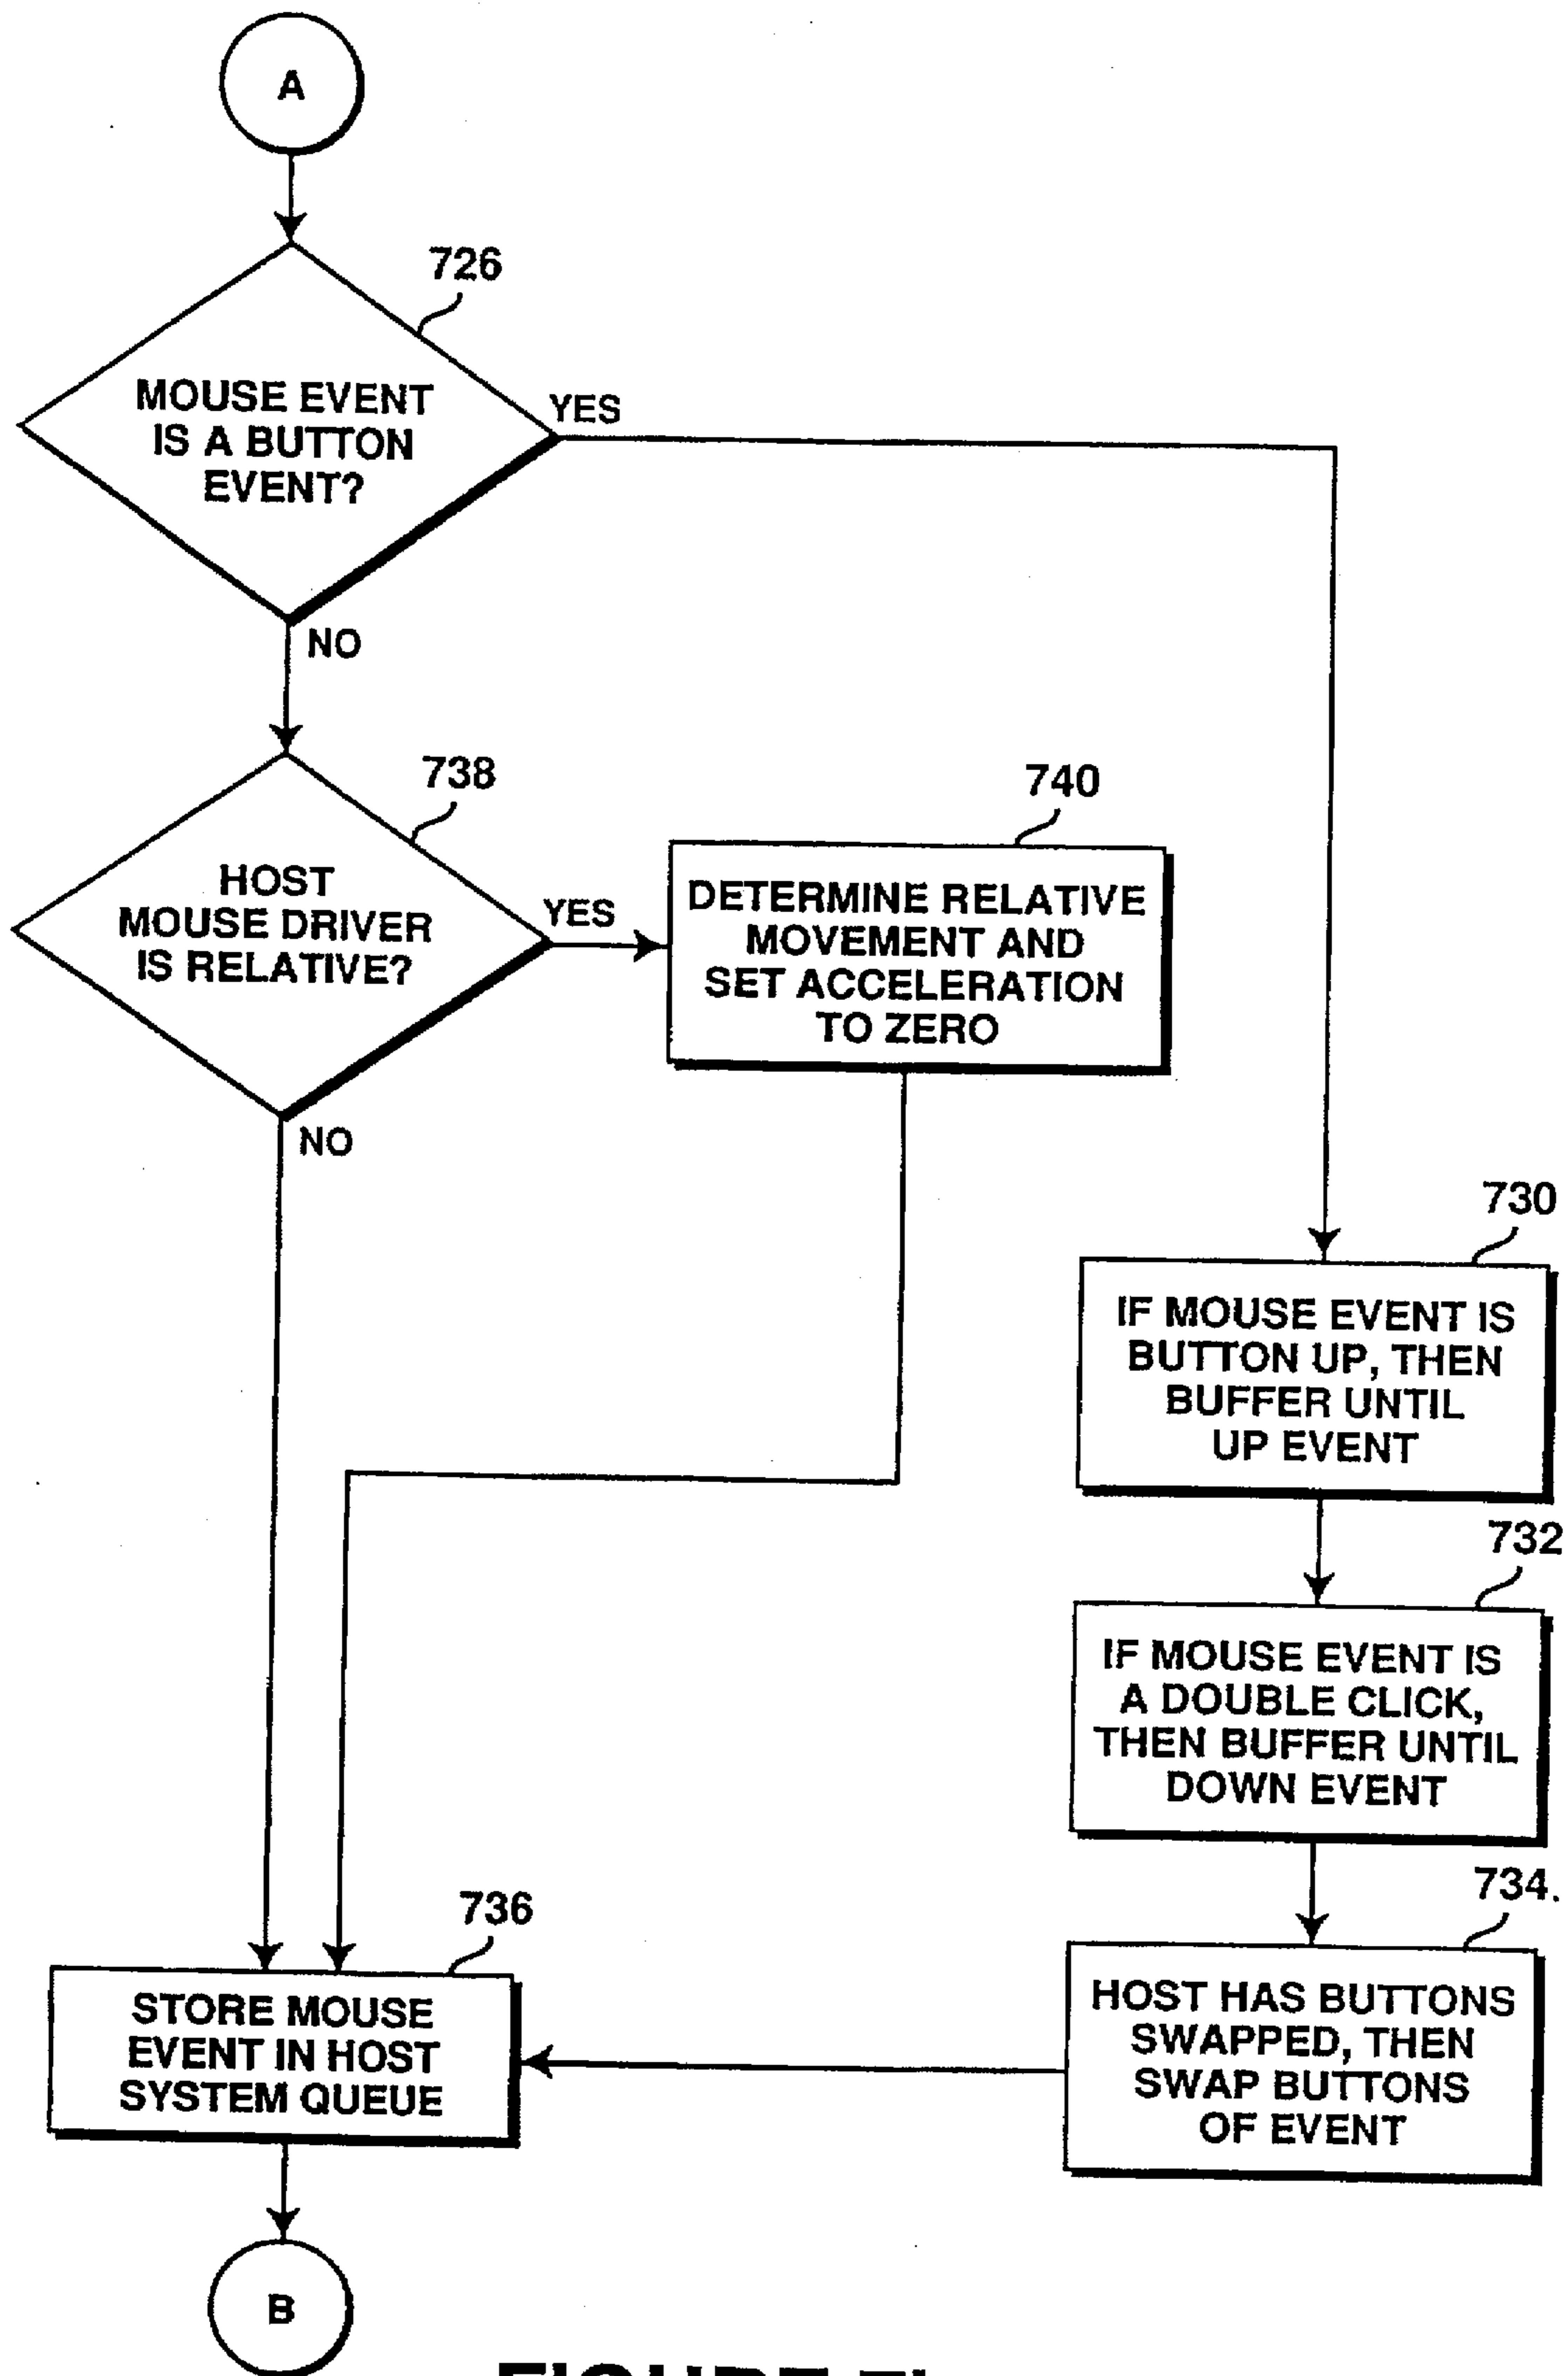 A
726
MOUSE EVENT
IS A BUTTON
EVENT?
YES
NO
738
HOST
MOUSE DRIVER
IS RELATIVE?
YES
NO
740
DETERMINE RELATIVE
MOVEMENT AND
SET ACCELERATION
TO ZERO
730
IF MOUSE EVENT IS
BUTTON UP, THEN
BUFFER UNTIL
UP EVENT
732
IF MOUSE EVENT IS
A DOUBLE CLICK,
THEN BUFFER UNTIL
DOWN EVENT
734.
HOST HAS BUTTONS
SWAPPED, THEN
SWAP BUTTONS
OF EVENT
736
STORE MOUSE
EVENT IN HOST
SYSTEM QUEUE
B
FIGURE